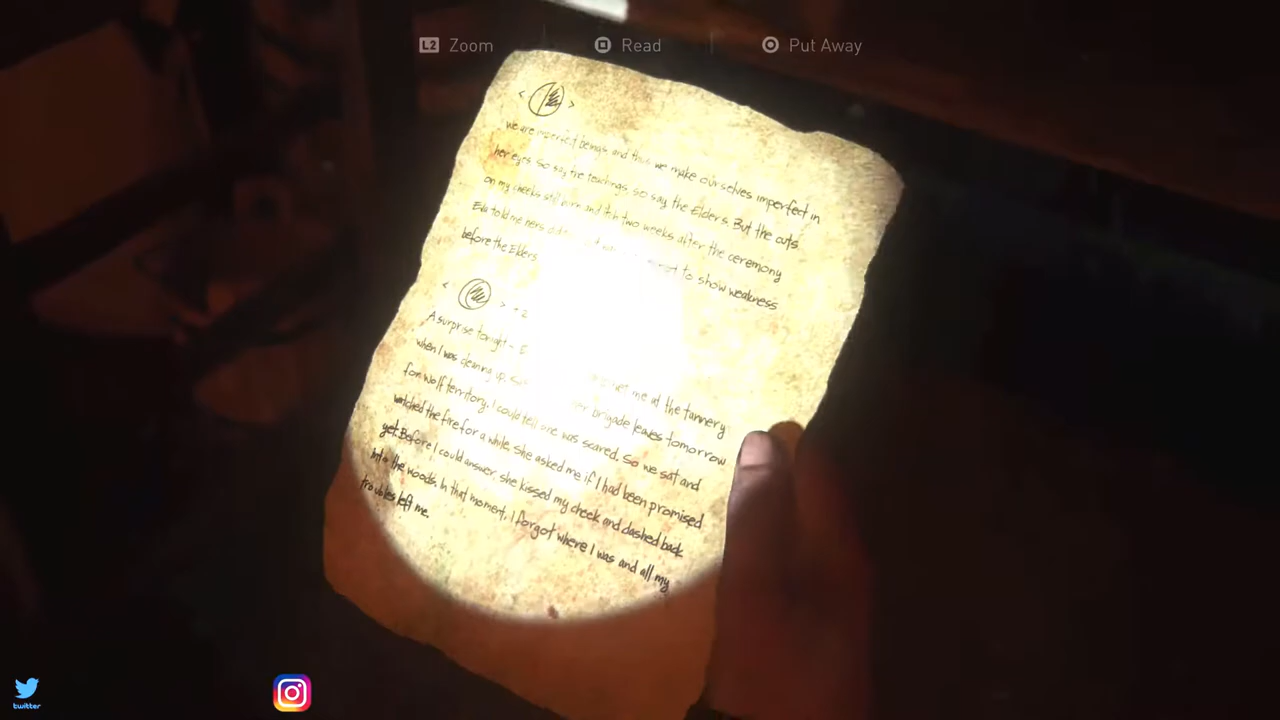 L2 Zoom
Read
Put Away
we are imperfect beings and thus we make ourselves imperfect in
her eyes. So say the teachings, so say the Elders. But the cuts
on my cheeks still burn and itch two weeks after the ceremony
told me to show weakness
before the Elders
A surprise tonight - me at the tannery
when I was cleaning up. brigade leaves tomorrow
for Wolf territory. I could tell she was scared. So we sat and
watched the fire for a while. She asked me if I had been promised
yet. Before I could answer, she kissed my cheek and dashed back
into the woods. In that moment, I forgot where I was and all my
troubles left me.
twitter